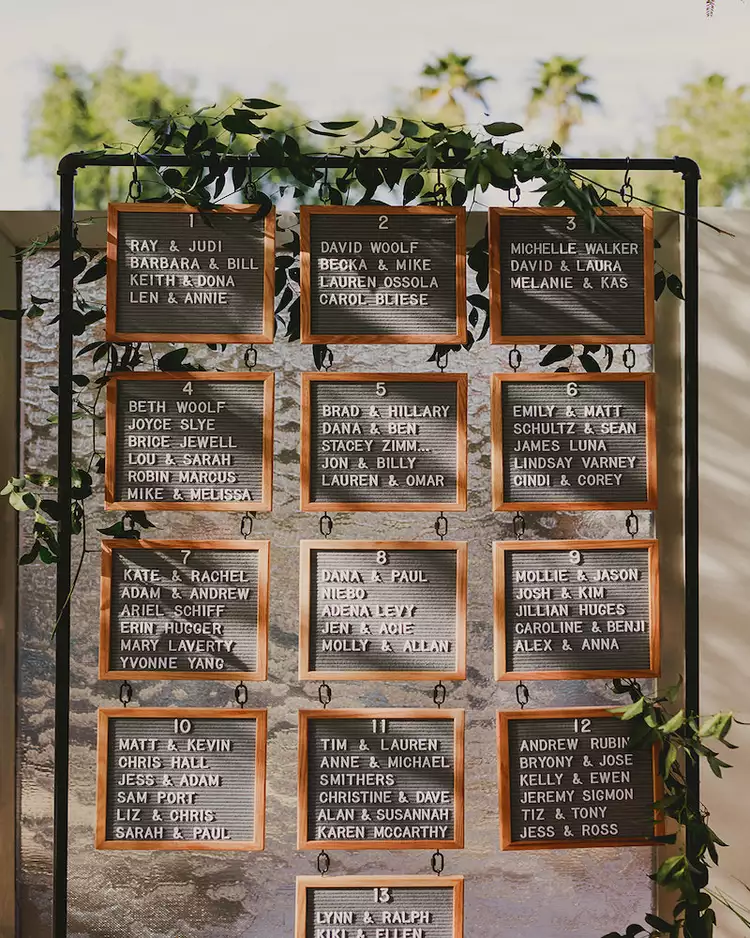 1
RAY & JUDI
BARBARA & BILL
KEITH & DONA
LEN & ANNIE
2
DAVID WOOLF
BECKA & MIKE
LAUREN OSSOLA
CAROL BLIESE
3
MICHELLE WALKER
DAVID & LAURA
MELANIE & KAS
4
BETH WOOLF
JOYCE SLYE
BRICE JEWELL
LOU & SARAH
ROBIN MARCUS
MIKE & MELISSA
5
BRAD & HILLARY
DANA & BEN
STACEY ZIMM...
JON & BILLY
LAUREN & OMAR
6
EMILY & MATT
SCHULTZ & SEAN
JAMES LUNA
LINDSAY VARNEY
CINDI & COREY
7
KATE & RACHEL
ADAM & ANDREW
ARIEL SCHIFF
ERIN HUGGER
MARY LAVERTY
YVONNE YANG
8
DANA & PAUL
NIEBO
ADENA LEVY
JEN & ACIE
MOLLY & ALLAN
9
MOLLIE & JASON
JOSH & KIM
JILLIAN HUGES
CAROLINE & BENJI
ALEX & ANNA
10
MATT & KEVIN
CHRIS HALL
JESS & ADAM
SAM PORT
LIZ & CHRIS
SARAH & PAUL
11
TIM & LAUREN
ANNE & MICHAEL
SMITHERS
CHRISTINE & DAVE
ALAN & SUSANNAH
KAREN MCCARTHY
12
ANDREW RUBIN
BRYONY & JOSE
KELLY & EWEN
JEREMY SIGMON
TIZ & TONY
JESS & ROSS
13
LYNN & RALPH
KIKI & ELLEN